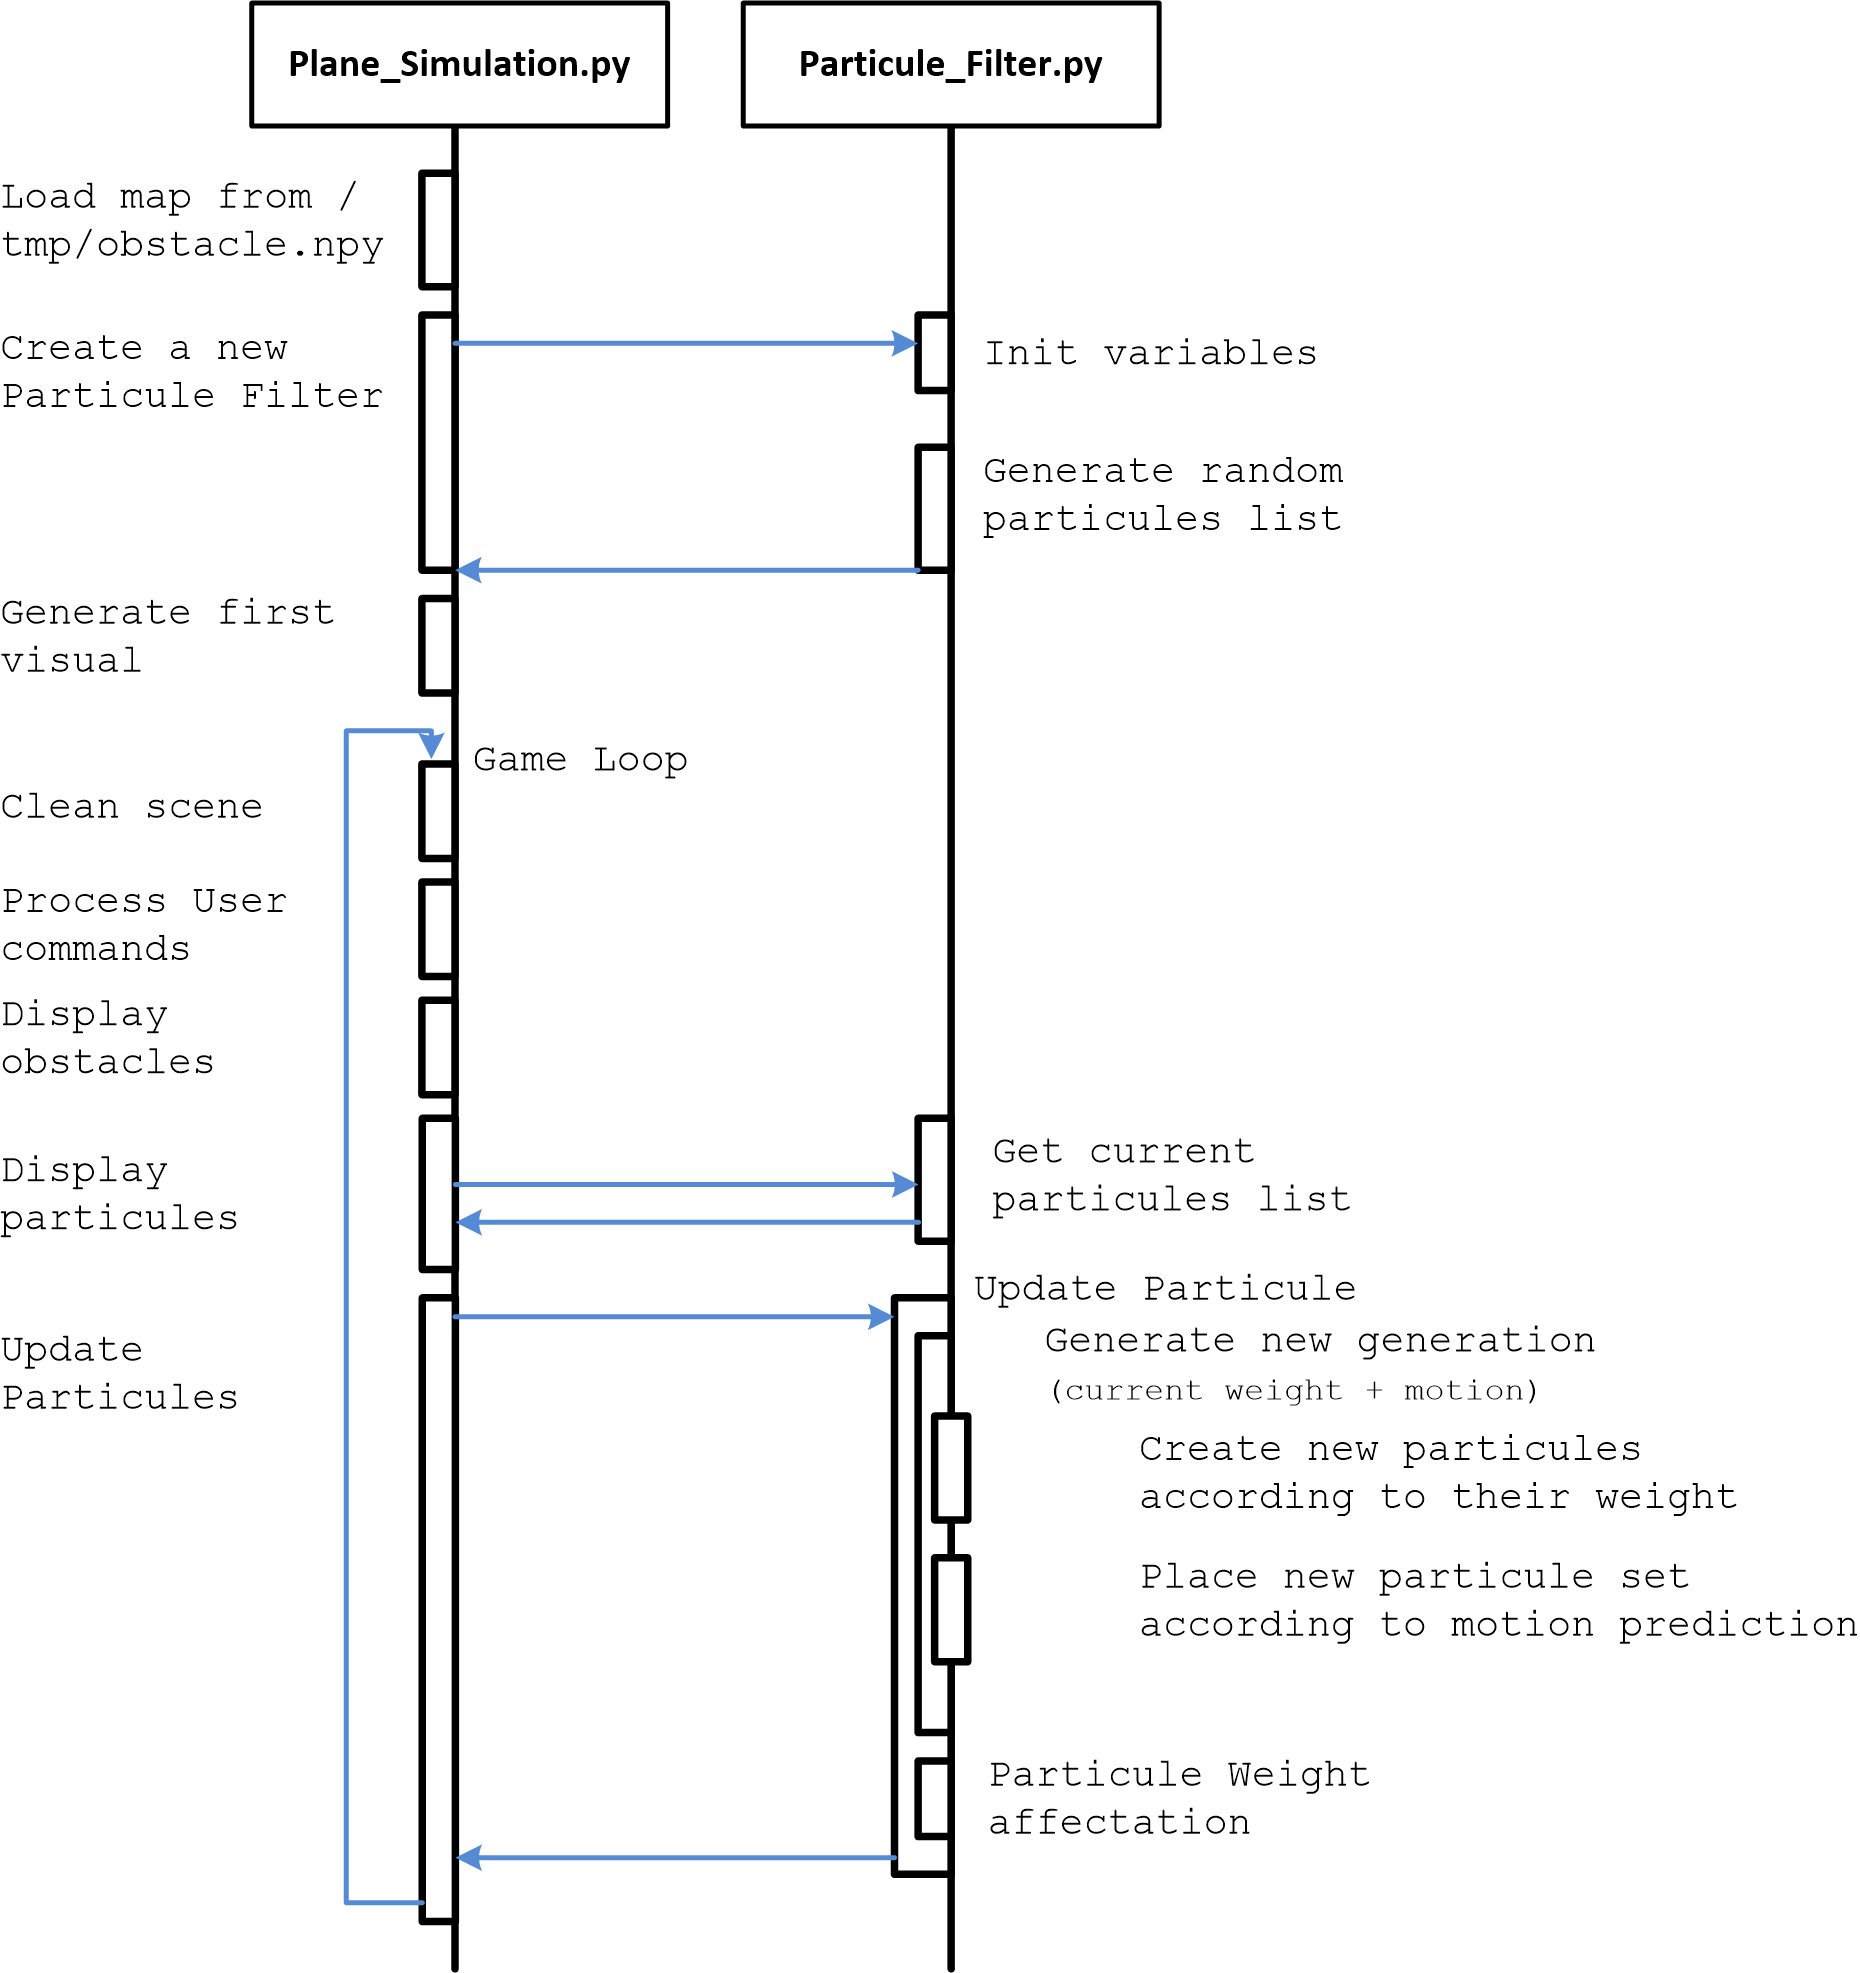 Plane_Simulation.py
Particule_Filter.py
Load map from /
tmp/obstacle.npy
Create a new
Particule Filter
Init variables
Generate random
particules list
Generate first
visual
Game Loop
Clean scene
Process User
commands
Display
obstacles
Display
particules
Get current
particules list
Update
Particules
Update Particule
Generate new generation
(current weight + motion)
Create new particules
according to their weight
Place new particule set
according to motion prediction
Particule Weight
affectation